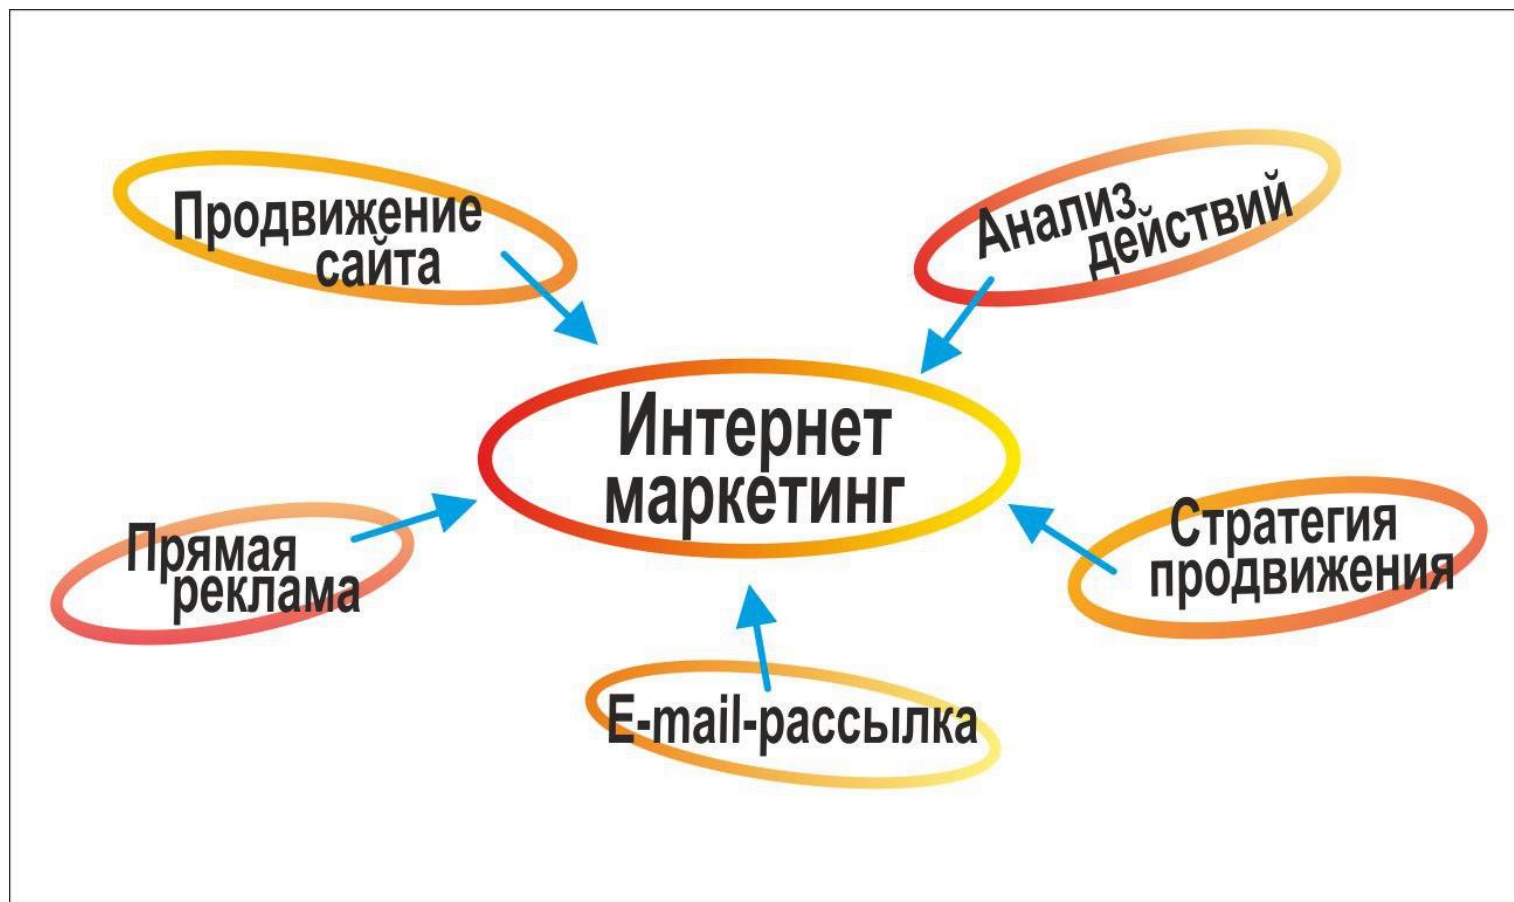 Продвижение
сайта
Анализ
действий
Интернет
маркетинг
Прямая
реклама
Стратегия
продвижения
E-mail-рассылка